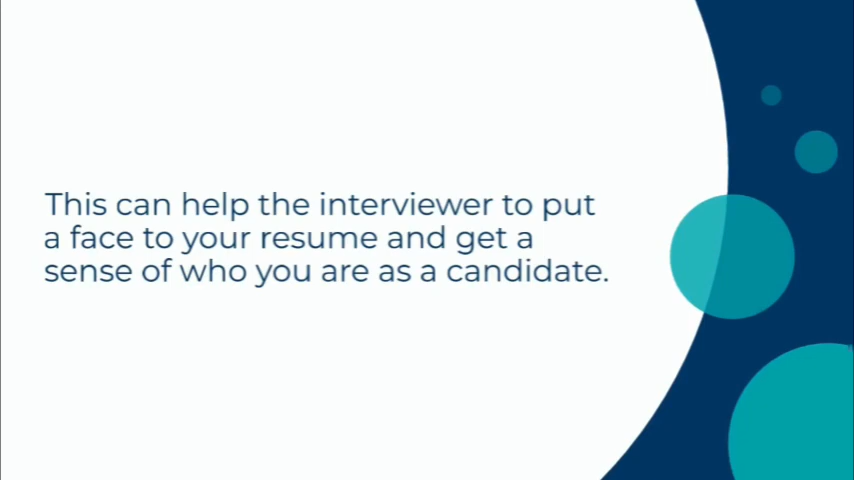 This can help the interviewer to put
a face to your resume and get a
sense of who you are as a candidate.